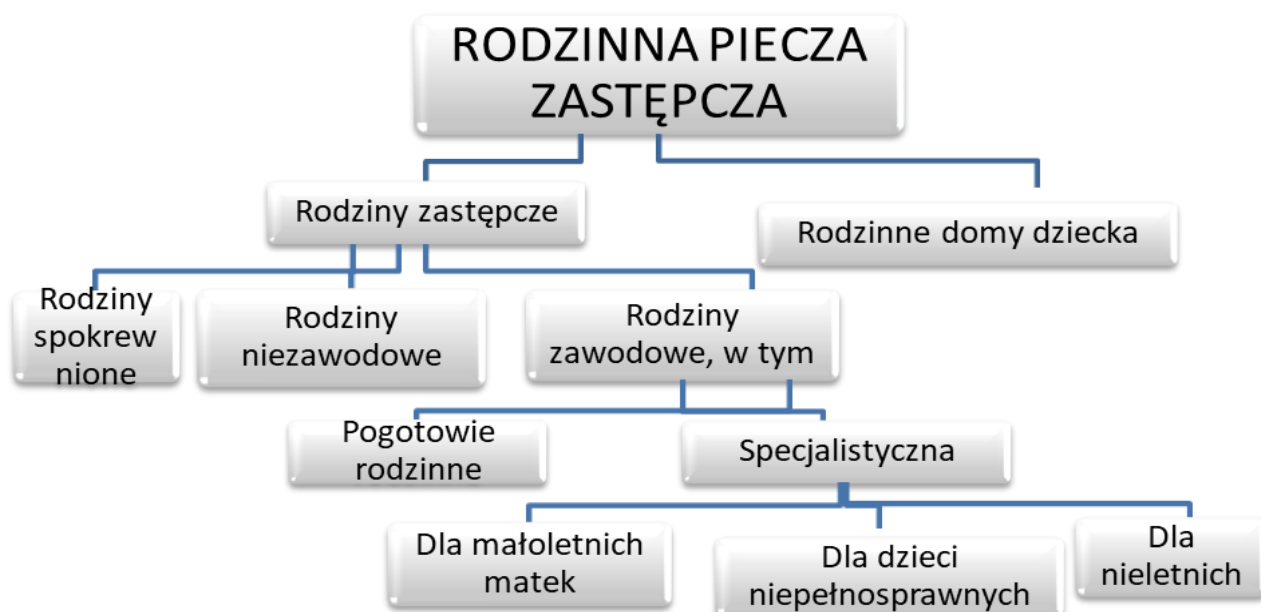 RODZINNA PIECZA
ZASTĘPCZA
Rodziny zastępcze
Rodzinne domy dziecka
Rodziny
spokrew
nione
Rodziny
niezawodowe
Rodziny
zawodowe, w tym
Pogotowie
rodzinne
Specjalistyczna
Dla małoletnich
matek
Dla dzieci
niepełnosprawnych
Dla
nieletnich